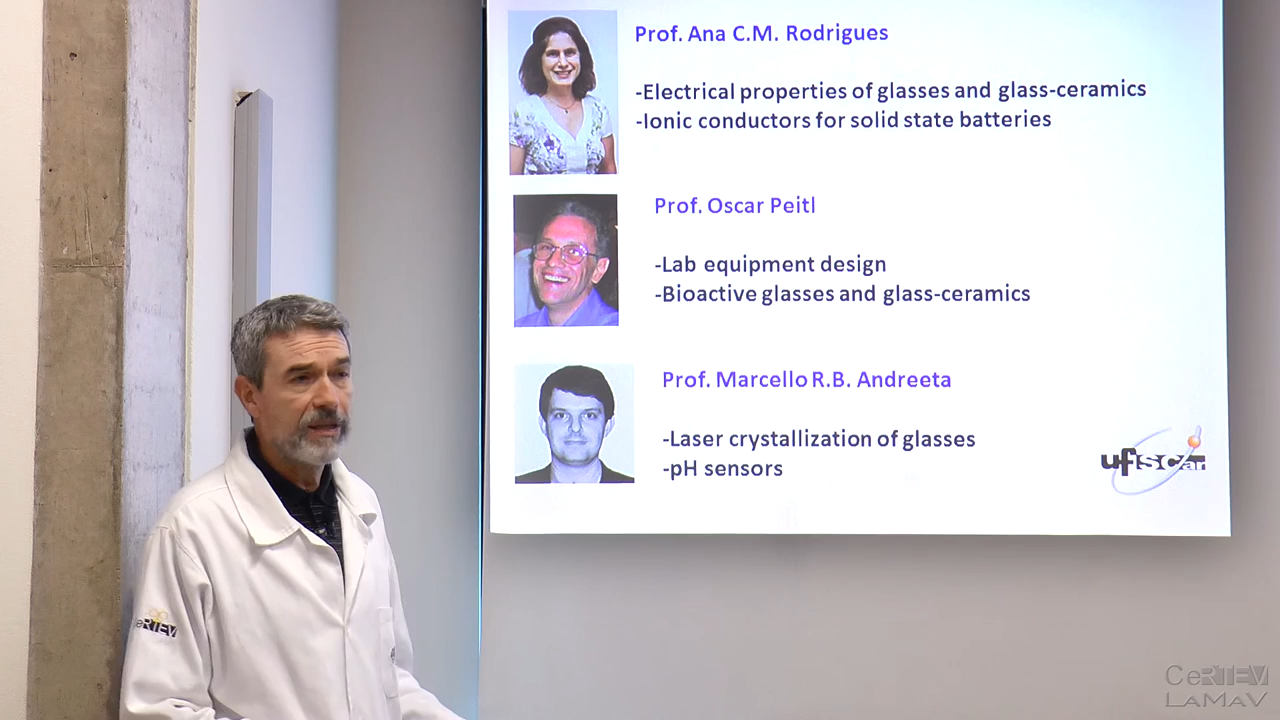 Prof. Ana C.M. Rodrigues
-Electrical properties of glasses and glass-ceramics
-Ionic conductors for solid state batteries
Prof. Oscar Peitl
-Lab equipment design
-Bioactive glasses and glass-ceramics
Prof. Marcello R.B. Andreeta
-Laser crystallization of glasses
-pH sensors
ufscar
eRTEV
CeRTEV
LaMaV